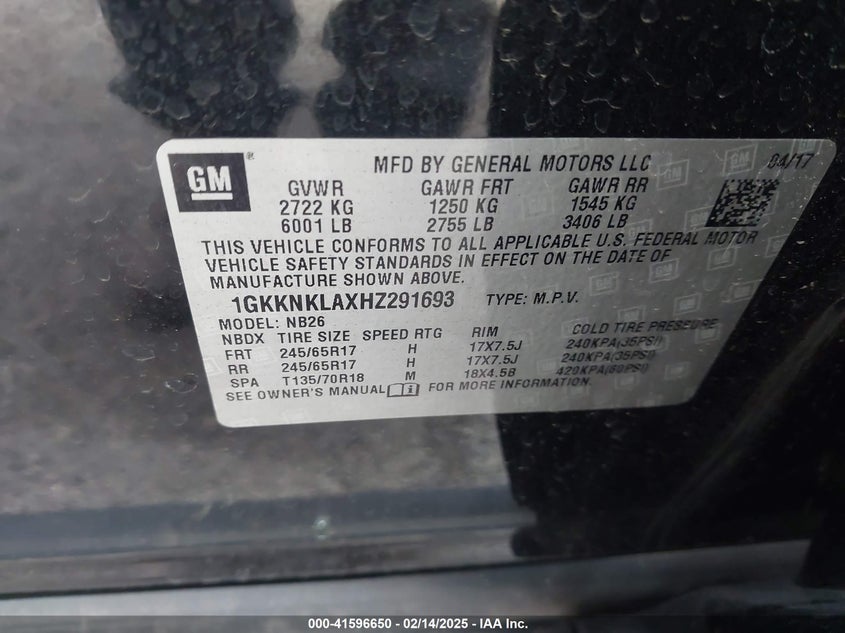 GM®
MFD BY GENERAL MOTORS LLC 04/17
GVWR GAWR FRT GAWR RR
2722 KG 1250 KG 1545 KG
6001 LB 2755 LB 3406 LB
THIS VEHICLE CONFORMS TO ALL APPLICABLE U.S. FEDERAL MOTOR
VEHICLE SAFETY STANDARDS IN EFFECT ON THE DATE OF
MANUFACTURE SHOWN ABOVE.
1GKKNKLAXHZ291693 TYPE: M.P.V.
MODEL: NB26
NBDX TIRE SIZE SPEED RTG RIM COLD TIRE PRESSURE
FRT 245/65R17 H 17X7.5J 240KPA(35PSI)
RR 245/65R17 H 17X7.5J 240KPA(35PSI)
SPA T135/70R18 M 18X4.5B 420KPA(60PSI)
SEE OWNER'S MANUAL FOR MORE INFORMATION.
000-41596650 - 02/14/2025 - IAA Inc.